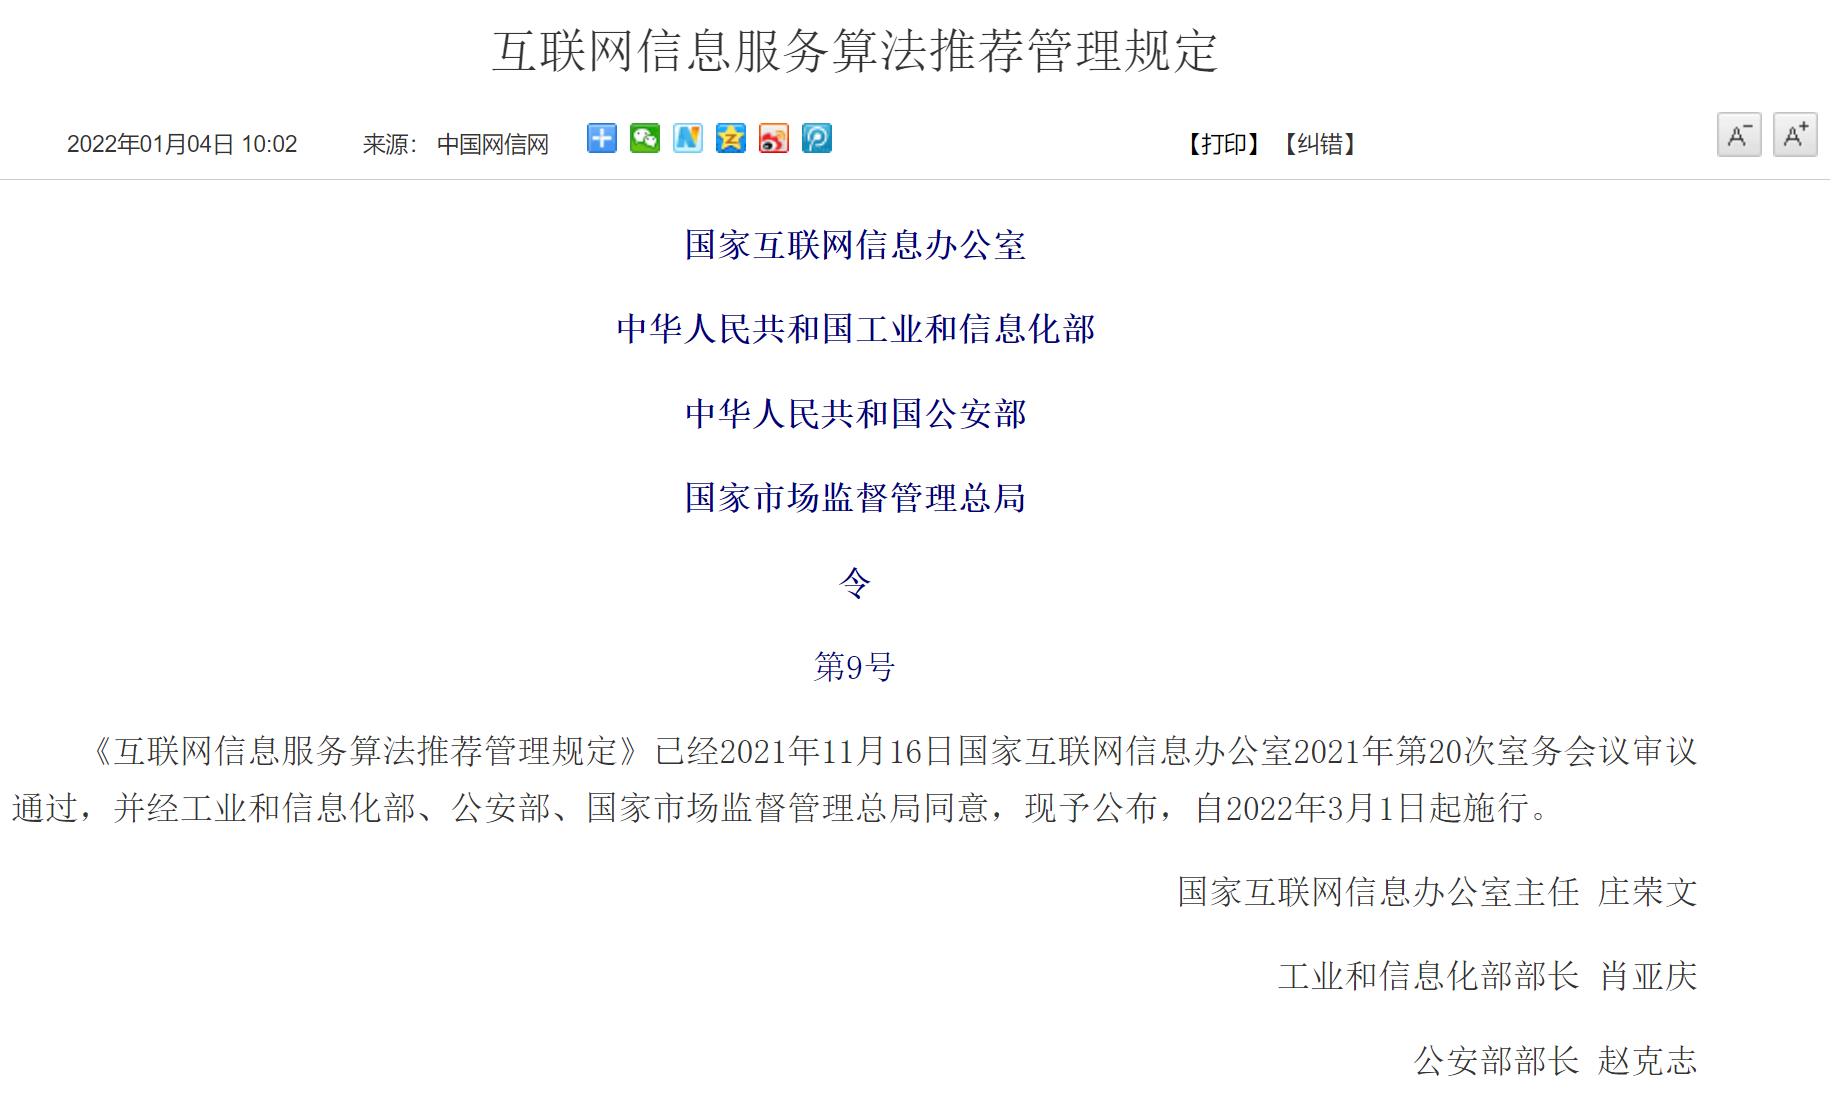 互联网信息服务算法推荐管理规定
2022年01月04日 10:02 来源： 中国网信网 【打印】 【纠错】 A- A+
国家互联网信息办公室
中华人民共和国工业和信息化部
中华人民共和国公安部
国家市场监督管理总局
令
第9号
《互联网信息服务算法推荐管理规定》已经2021年11月16日国家互联网信息办公室2021年第20次室务会议审议
通过，并经工业和信息化部、公安部、国家市场监督管理总局同意，现予公布，自2022年3月1日起施行。
国家互联网信息办公室主任 庄荣文
工业和信息化部部长 肖亚庆
公安部部长 赵克志